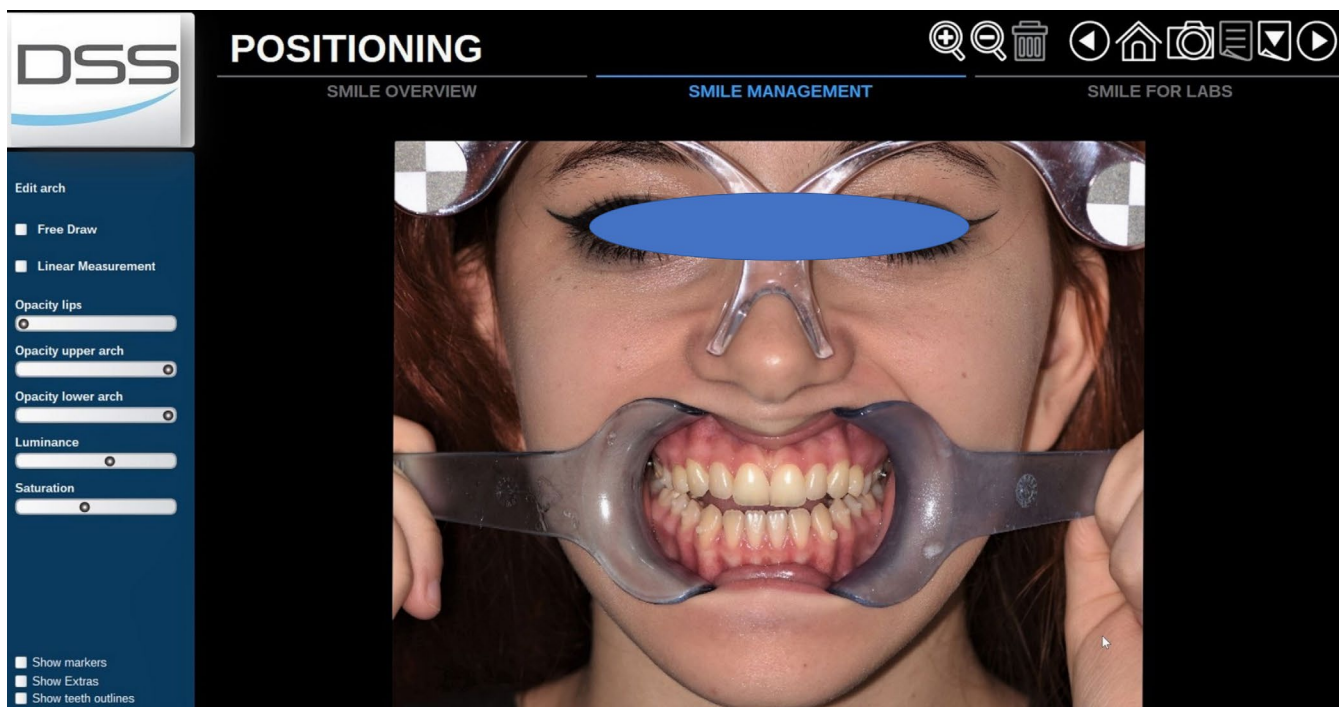 DSS
POSITIONING
SMILE OVERVIEW
SMILE MANAGEMENT
SMILE FOR LABS
Edit arch
Free Draw
Linear Measurement
Opacity lips
Opacity upper arch
Opacity lower arch
Luminance
Saturation
Show markers
Show Extras
Show teeth outlines